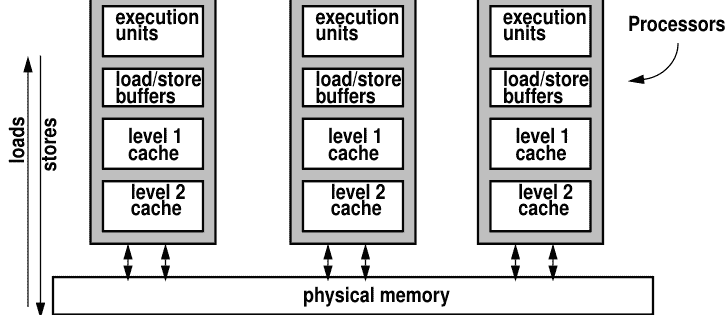 execution
units
load/store
buffers
level 1
cache
level 2
cache
execution
units
load/store
buffers
level 1
cache
level 2
cache
execution
units
load/store
buffers
level 1
cache
level 2
cache
Processors
loads
stores
physical memory